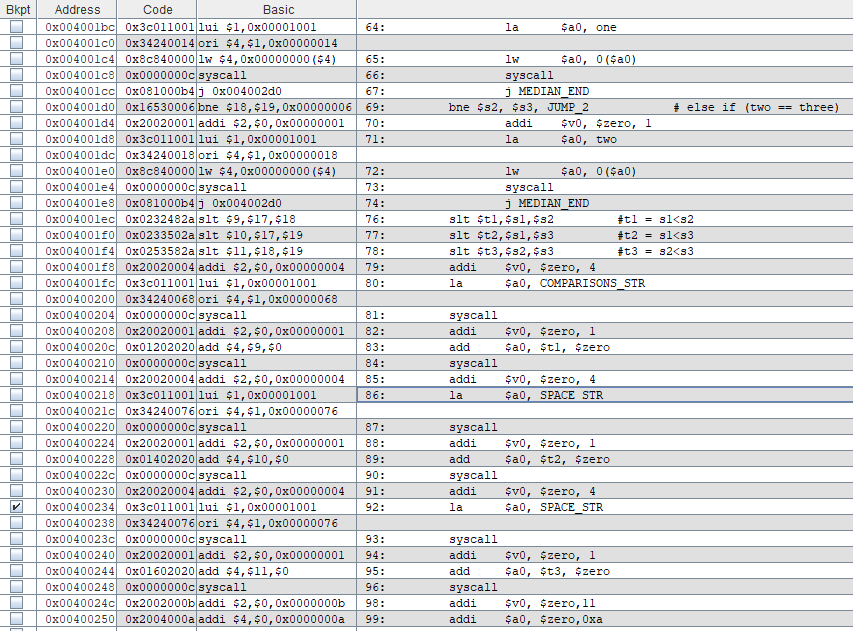 Bkpt Address Code Basic
0x004001bc 0x3c011001 lui $1,0x00001001 64: la $a0, one
0x004001c0 0x34240014 ori $4,$1,0x00000014
0x004001c4 0x8c840000 lw $4,0x00000000($4) 65: lw $a0, 0($a0)
0x004001c8 0x0000000c syscall 66: syscall
0x004001cc 0x081000b4 j 0x004002d0 67: j MEDIAN_END
0x004001d0 0x16530006 bne $18,$19,0x00000006 69: bne $s2, $s3, JUMP_2 # else if (two == three)
0x004001d4 0x20020001 addi $2,$0,0x00000001 70: addi $v0, $zero, 1
0x004001d8 0x3c011001 lui $1,0x00001001 71: la $a0, two
0x004001dc 0x34240018 ori $4,$1,0x00000018
0x004001e0 0x8c840000 lw $4,0x00000000($4) 72: lw $a0, 0($a0)
0x004001e4 0x0000000c syscall 73: syscall
0x004001e8 0x081000b4 j 0x004002d0 74: j MEDIAN_END
0x004001ec 0x0232482a slt $9,$17,$18 76: slt $t1,$s1,$s2 #t1 = s1<s2
0x004001f0 0x0233502a slt $10,$17,$19 77: slt $t2,$s1,$s3 #t2 = s1<s3
0x004001f4 0x0253582a slt $11,$18,$19 78: slt $t3,$s2,$s3 #t3 = s2<s3
0x004001f8 0x20020004 addi $2,$0,0x00000004 79: addi $v0, $zero, 4
0x004001fc 0x3c011001 lui $1,0x00001001 80: la $a0, COMPARISONS_STR
0x00400200 0x34240068 ori $4,$1,0x00000068
0x00400204 0x0000000c syscall 81: syscall
0x00400208 0x20020001 addi $2,$0,0x00000001 82: addi $v0, $zero, 1
0x0040020c 0x01202020 add $4,$9,$0 83: add $a0, $t1, $zero
0x00400210 0x0000000c syscall 84: syscall
0x00400214 0x20020004 addi $2,$0,0x00000004 85: addi $v0, $zero, 4
0x00400218 0x3c011001 lui $1,0x00001001 86: la $a0, SPACE_STR
0x0040021c 0x34240076 ori $4,$1,0x00000076
0x00400220 0x0000000c syscall 87: syscall
0x00400224 0x20020001 addi $2,$0,0x00000001 88: addi $v0, $zero, 1
0x00400228 0x01402020 add $4,$10,$0 89: add $a0, $t2, $zero
0x0040022c 0x0000000c syscall 90: syscall
0x00400230 0x20020004 addi $2,$0,0x00000004 91: addi $v0, $zero, 4
0x00400234 0x3c011001 lui $1,0x00001001 92: la $a0, SPACE_STR
0x00400238 0x34240076 ori $4,$1,0x00000076
0x0040023c 0x0000000c syscall 93: syscall
0x00400240 0x20020001 addi $2,$0,0x00000001 94: addi $v0, $zero, 1
0x00400244 0x01602020 add $4,$11,$0 95: add $a0, $t3, $zero
0x00400248 0x0000000c syscall 96: syscall
0x0040024c 0x2002000b addi $2,$0,0x0000000b 98: addi $v0, $zero,11
0x00400250 0x2004000a addi $4,$0,0x0000000a 99: addi $a0, $zero,0xa